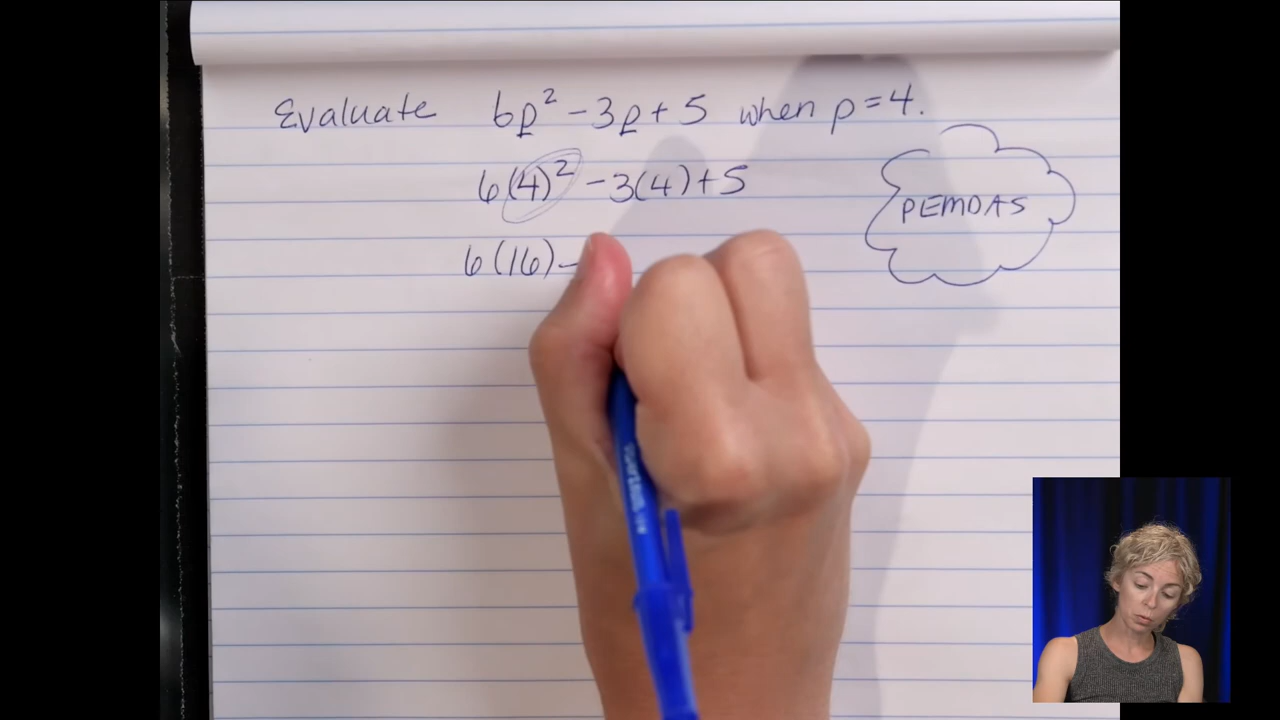 Evaluate 6p² - 3p + 5 when p = 4.
6(4)² - 3(4) + 5
PEMDAS
6(16) -